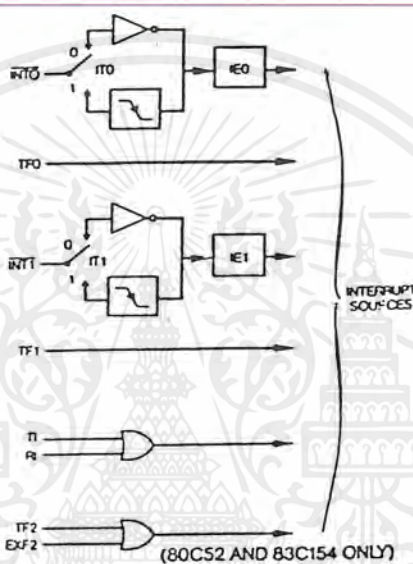 0
INT0
IT0
1
IE0
TF0
0
INT1
IT1
1
IE1
INTERRUPT
SOURCES
TF1
TI
RI
TF2
EXF2
(80C52 AND 83C154 ONLY)